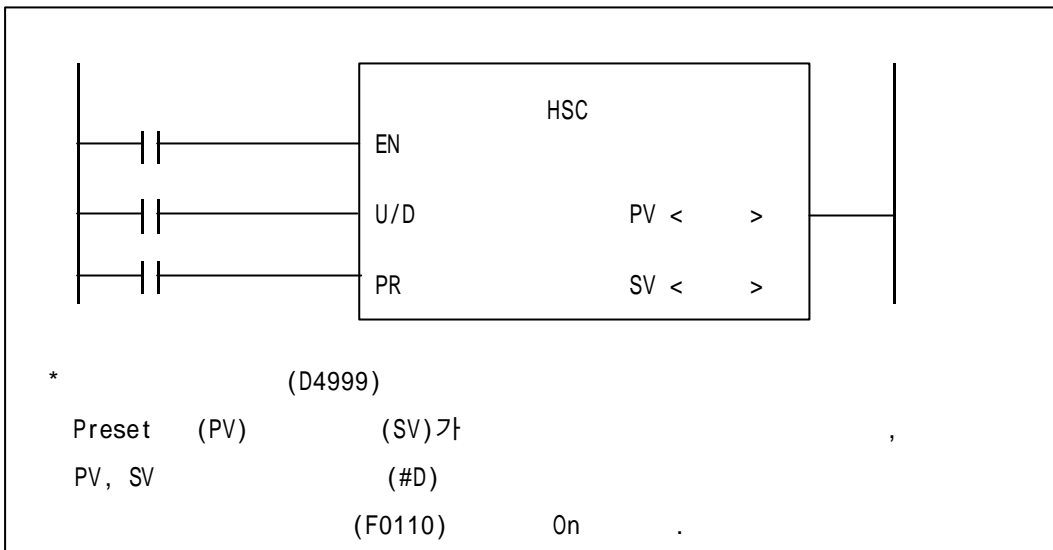 HSC
EN
U/D PV < >
PR SV < >
* (D4999)
Preset (PV) (SV)가 ,
PV, SV (#D)
(F0110) On .